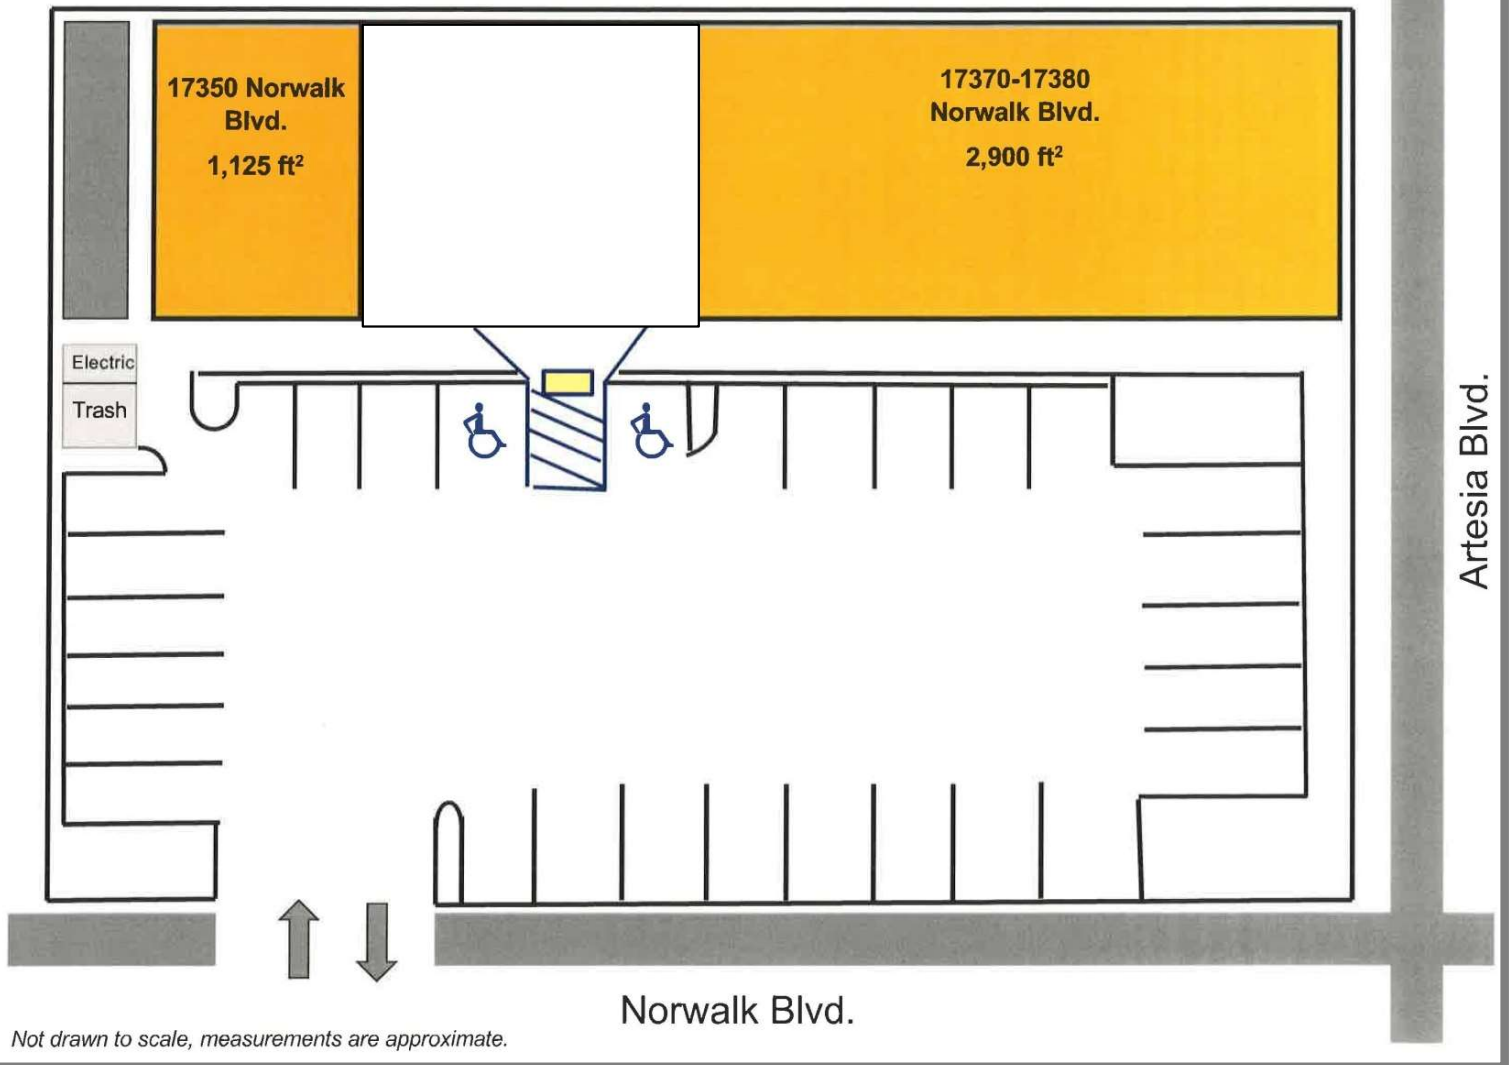 17350 Norwalk
Blvd.
1,125 ft²
17370-17380
Norwalk Blvd.
2,900 ft²
Electric
Trash
Artesia Blvd.
Norwalk Blvd.
Not drawn to scale, measurements are approximate.